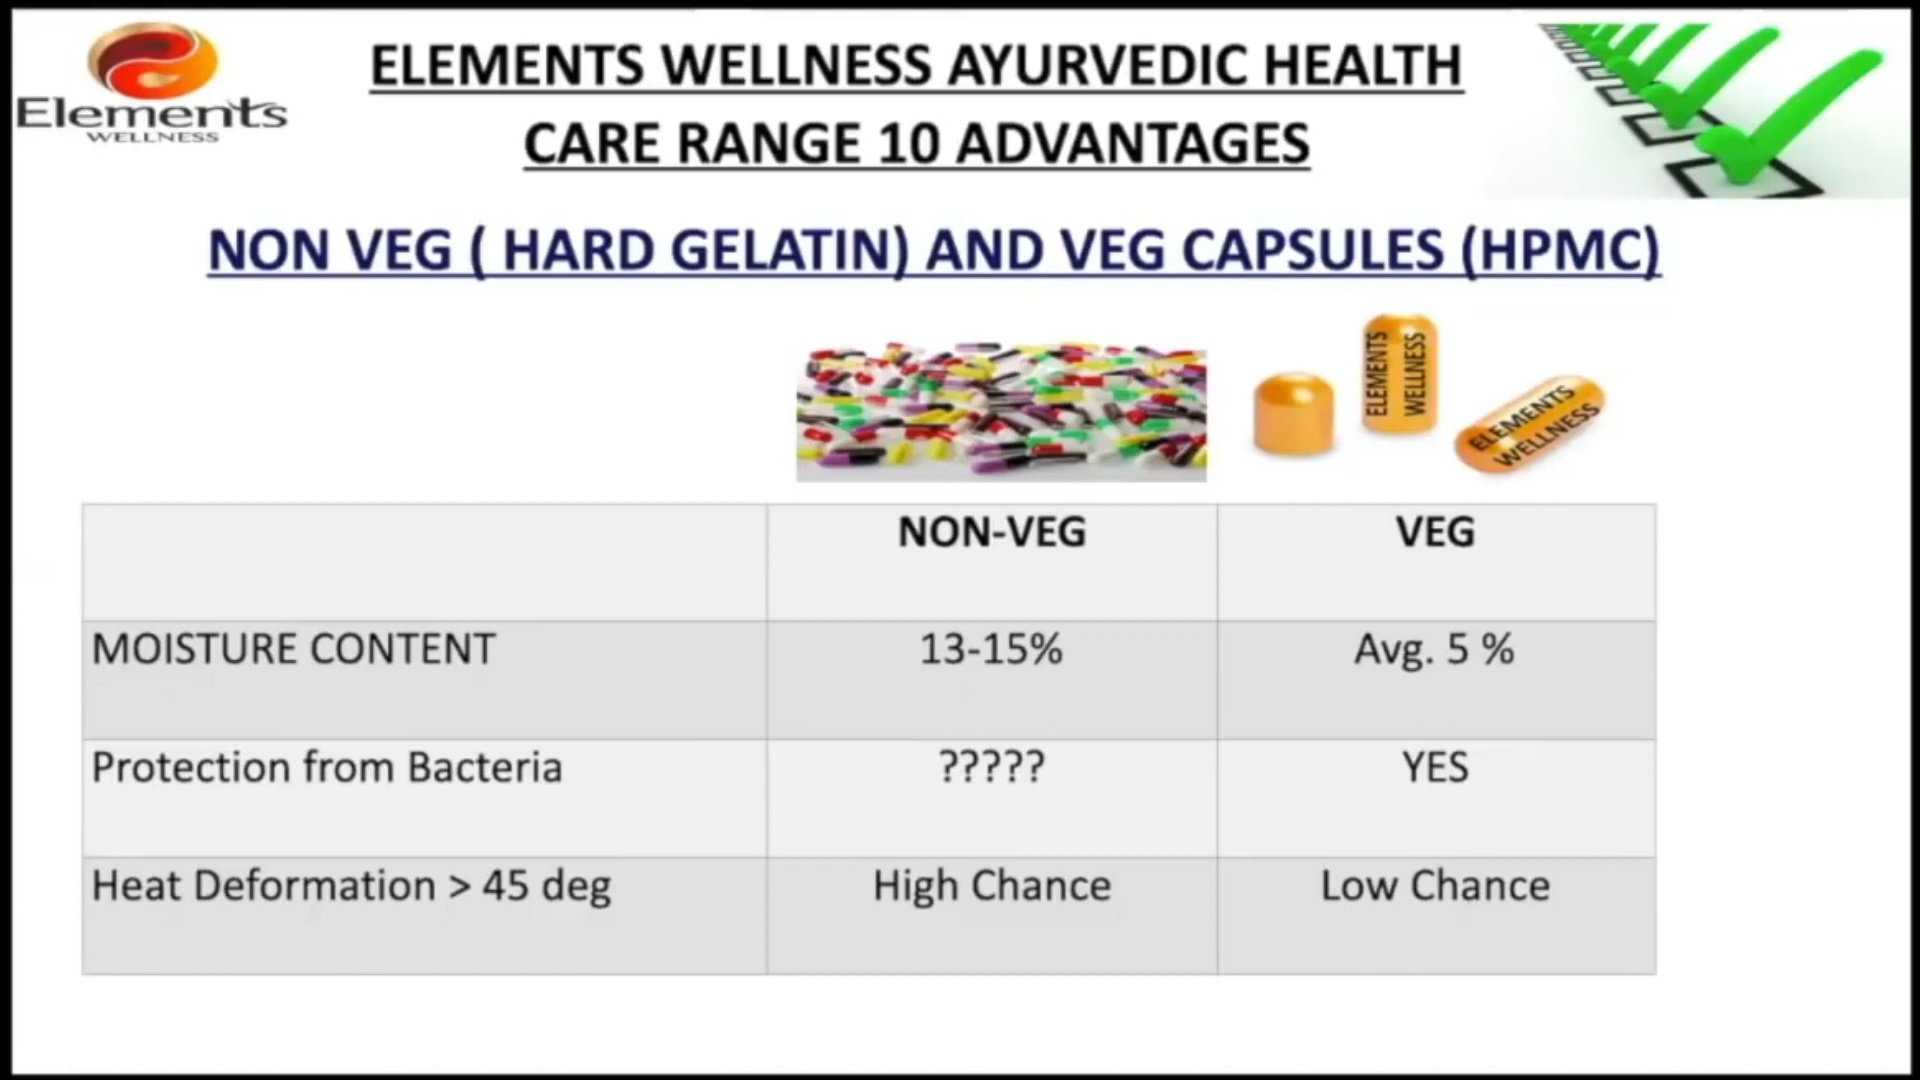 Elements
WELLNESS
ELEMENTS WELLNESS AYURVEDIC HEALTH
CARE RANGE 10 ADVANTAGES
NON VEG ( HARD GELATIN) AND VEG CAPSULES (HPMC)
ELEMENTS
WELLNESS
ELEMENTS
WELLNESS
NON-VEG VEG
MOISTURE CONTENT 13-15% Avg. 5 %
Protection from Bacteria ????? YES
Heat Deformation > 45 deg High Chance Low Chance